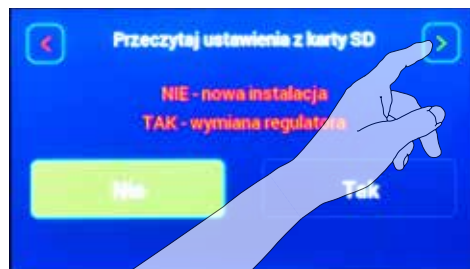 Przeczytaj ustawienia z karty SD
NIE - nowa instalacja
TAK - wymiana regulatora
Nie
Tak